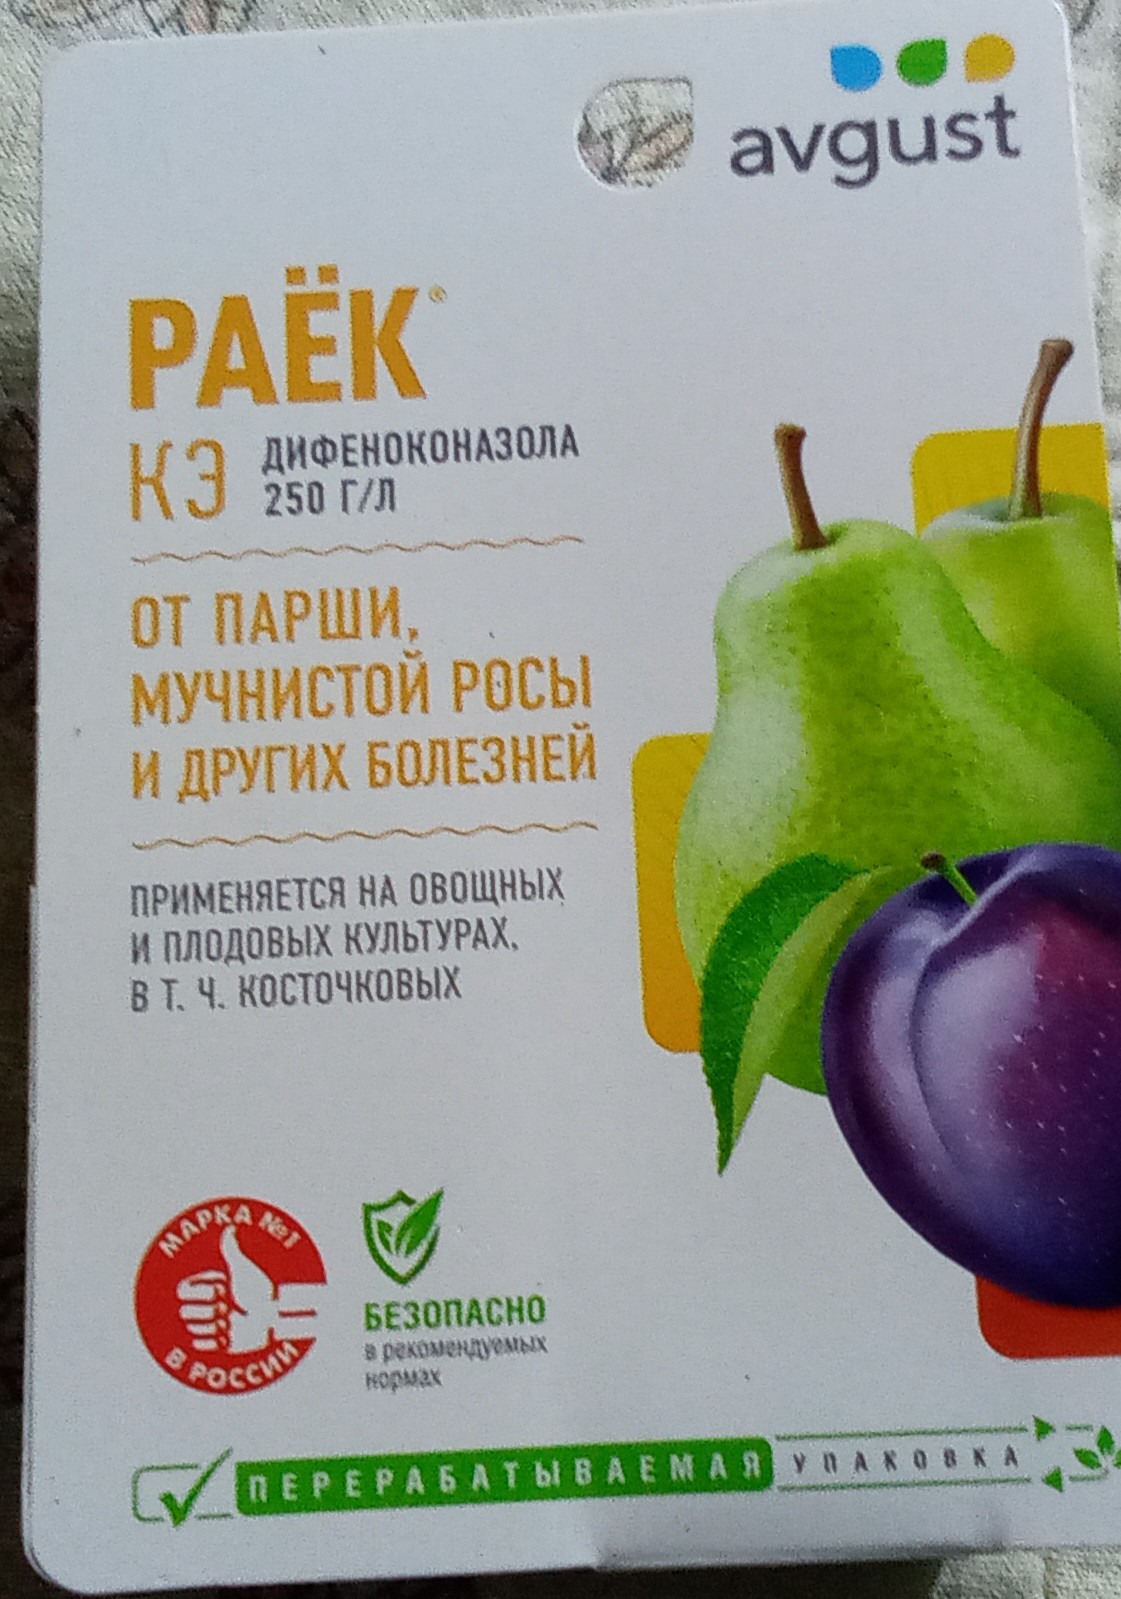 avgust
РАЁК®
КЭ ДИФЕНОКОНАЗОЛА
250 Г/Л
ОТ ПАРШИ,
МУЧНИСТОЙ РОСЫ
И ДРУГИХ БОЛЕЗНЕЙ
ПРИМЕНЯЕТСЯ НА ОВОЩНЫХ
И ПЛОДОВЫХ КУЛЬТУРАХ,
В Т. Ч. КОСТОЧКОВЫХ
МАРКА №1
В РОССИИ
БЕЗОПАСНО
в рекомендуемых
нормах
ПЕРЕРАБАТЫВАЕМАЯ УПАКОВКА